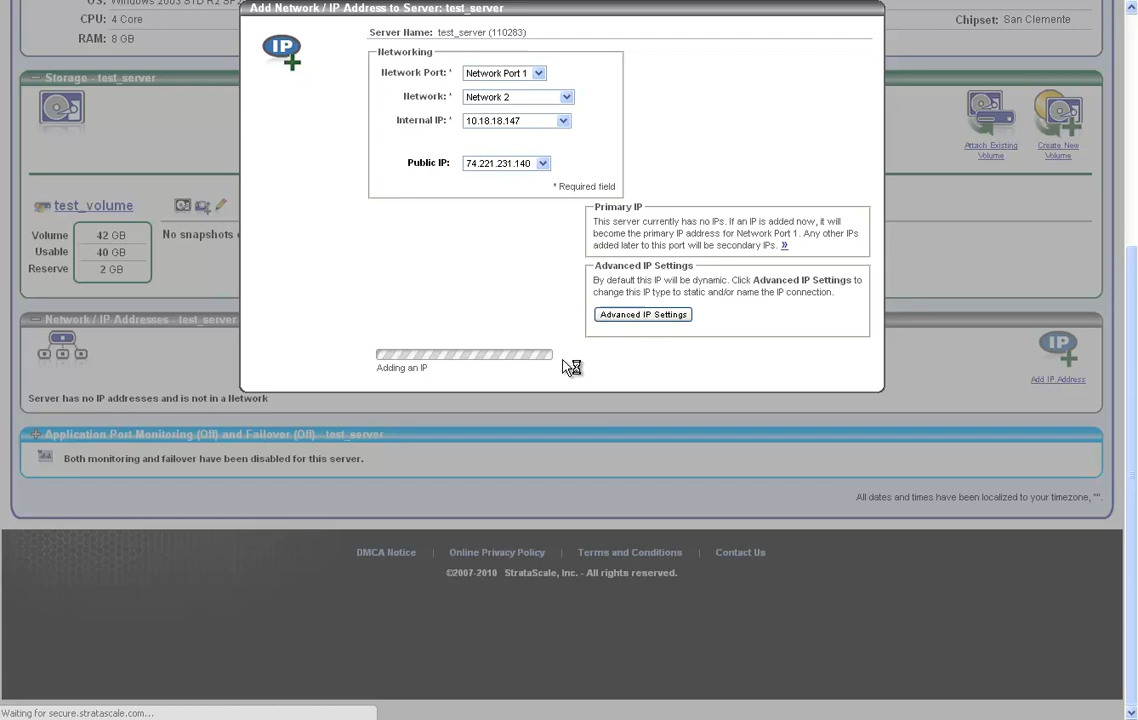 Add Network / IP Address to Server: test_server
CPU: 4 Core
Chipset: San Clemente
RAM: 8 GB
Server Name: test_server (110283)
IP
Networking
Network Port: * Network Port 1
Network: * Network 2
Internal IP: * 10.18.18.147
Public IP: 74.221.231.140
* Required field
Storage - test_server
Attach Existing Volume
Create New Volume
test_volume
Volume 42 GB
Usable 40 GB
Reserve 2 GB
No snapshots
Primary IP
This server currently has no IPs. If an IP is added now, it will
become the primary IP address for Network Port 1. Any other IPs
added later to this port will be secondary IPs. »
Advanced IP Settings
By default this IP will be dynamic. Click Advanced IP Settings to
change this IP type to static and/or name the IP connection.
Advanced IP Settings
Network / IP Addresses - test_server
Adding an IP
IP
Add IP Address
Server has no IP addresses and is not in a Network
Application Port Monitoring (Off) and Failover (Off) - test_server
Both monitoring and failover have been disabled for this server.
All dates and times have been localized to your timezone, "".
DMCA Notice | Online Privacy Policy | Terms and Conditions | Contact Us
©2007-2010 StrataScale, Inc. - All rights reserved.
Waiting for secure.stratascale.com...